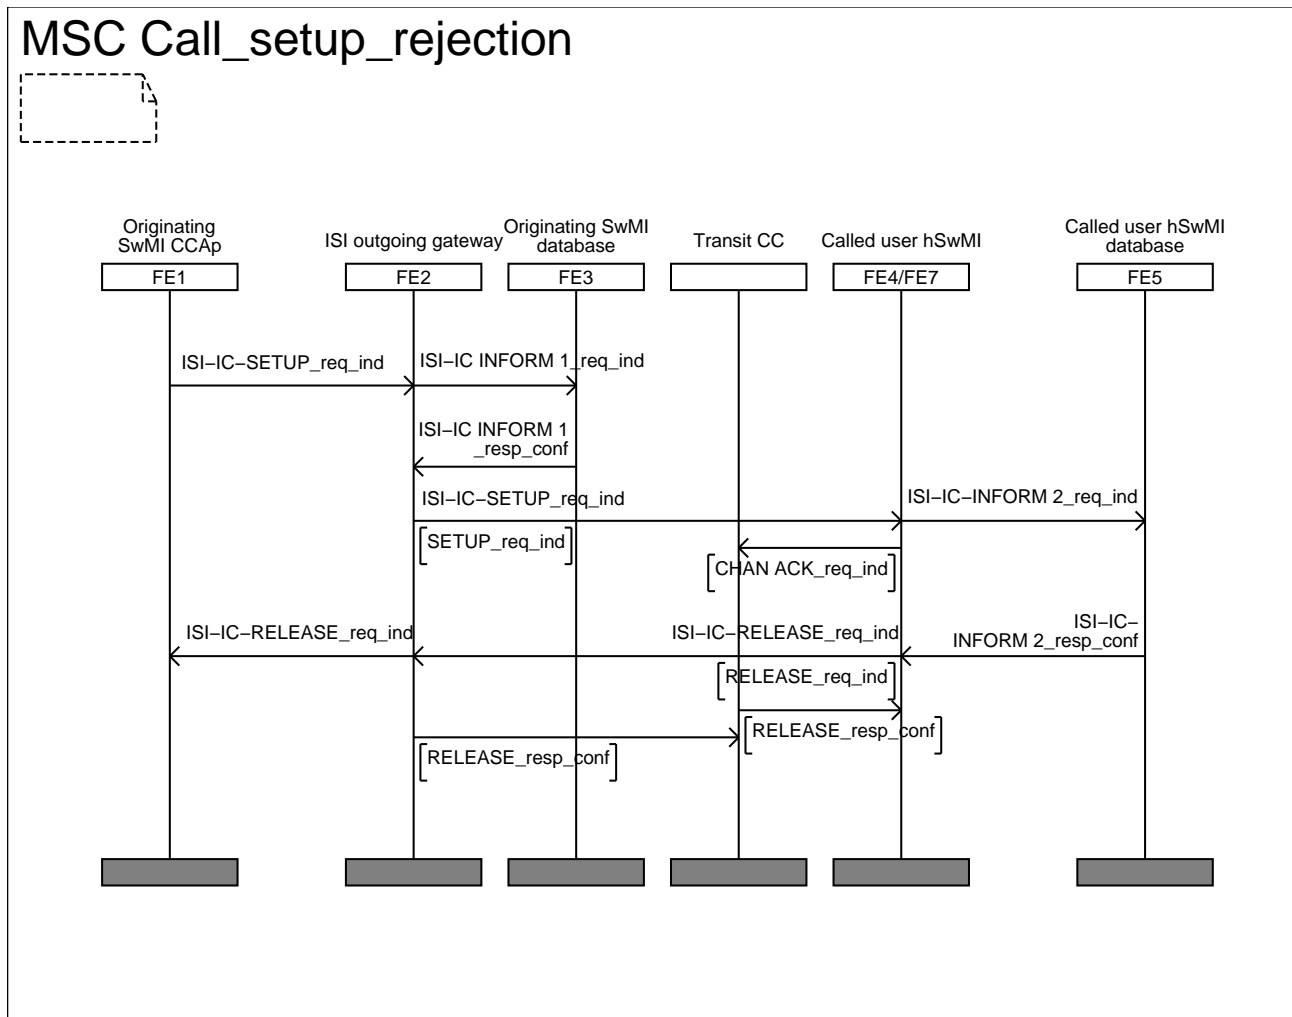 MSC Call_setup_rejection
Originating
SwMI CCAp
ISI outgoing gateway
Originating SwMI
database
Transit CC
Called user hSwMI
Called user hSwMI
database
FE1
FE2
FE3
FE4/FE7
FE5
ISI–IC–SETUP_req_ind
ISI–IC INFORM 1_req_ind
ISI–IC INFORM 1
_resp_conf
ISI–IC–SETUP_req_ind
ISI–IC–INFORM 2_req_ind
SETUP_req_ind
CHAN ACK_req_ind
ISI–IC–RELEASE_req_ind
ISI–IC–RELEASE_req_ind
ISI–IC–
INFORM 2_resp_conf
RELEASE_req_ind
RELEASE_resp_conf
RELEASE_resp_conf